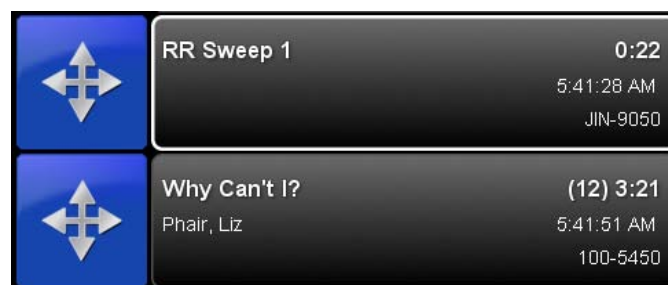 RR Sweep 1 0:22
5:41:28 AM
JIN-9050
Why Can't I? (12) 3:21
Phair, Liz 5:41:51 AM
100-5450